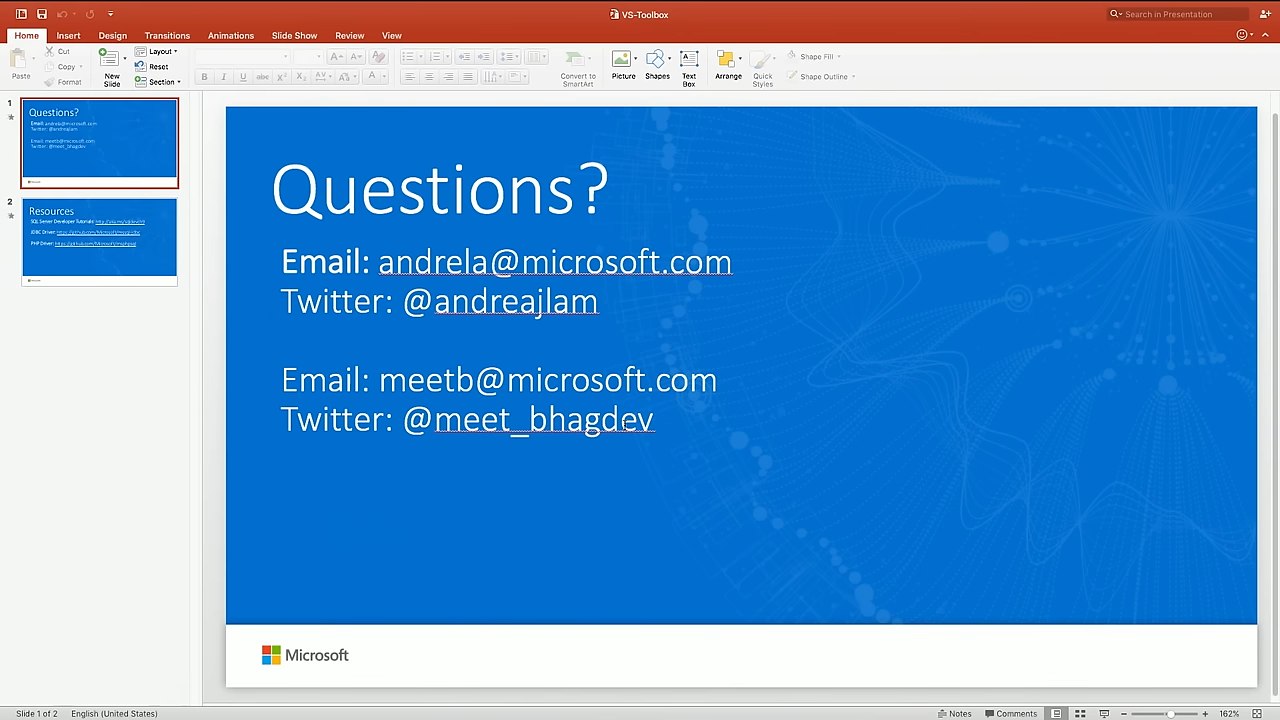 VS-Toolbox
Search in Presentation
Home Insert Design Transitions Animations Slide Show Review View
Paste
Cut
Copy
Format
New Slide
Layout
Reset
Section
Convert to SmartArt
Picture
Shapes
Text Box
Arrange
Quick Styles
Shape Fill
Shape Outline
1
Questions?
Email: andrela@microsoft.com
Twitter: @andreajlam
Email: meetb@microsoft.com
Twitter: @meet_bhagdev
Microsoft
2
Resources
SQL Server Developer Tutorials:
JDBC Driver:
PHP Driver:
Microsoft
Questions?
Email: andrela@microsoft.com
Twitter: @andreajlam
Email: meetb@microsoft.com
Twitter: @meet_bhagdev
Microsoft
Slide 1 of 2 English (United States) Notes Comments 162%